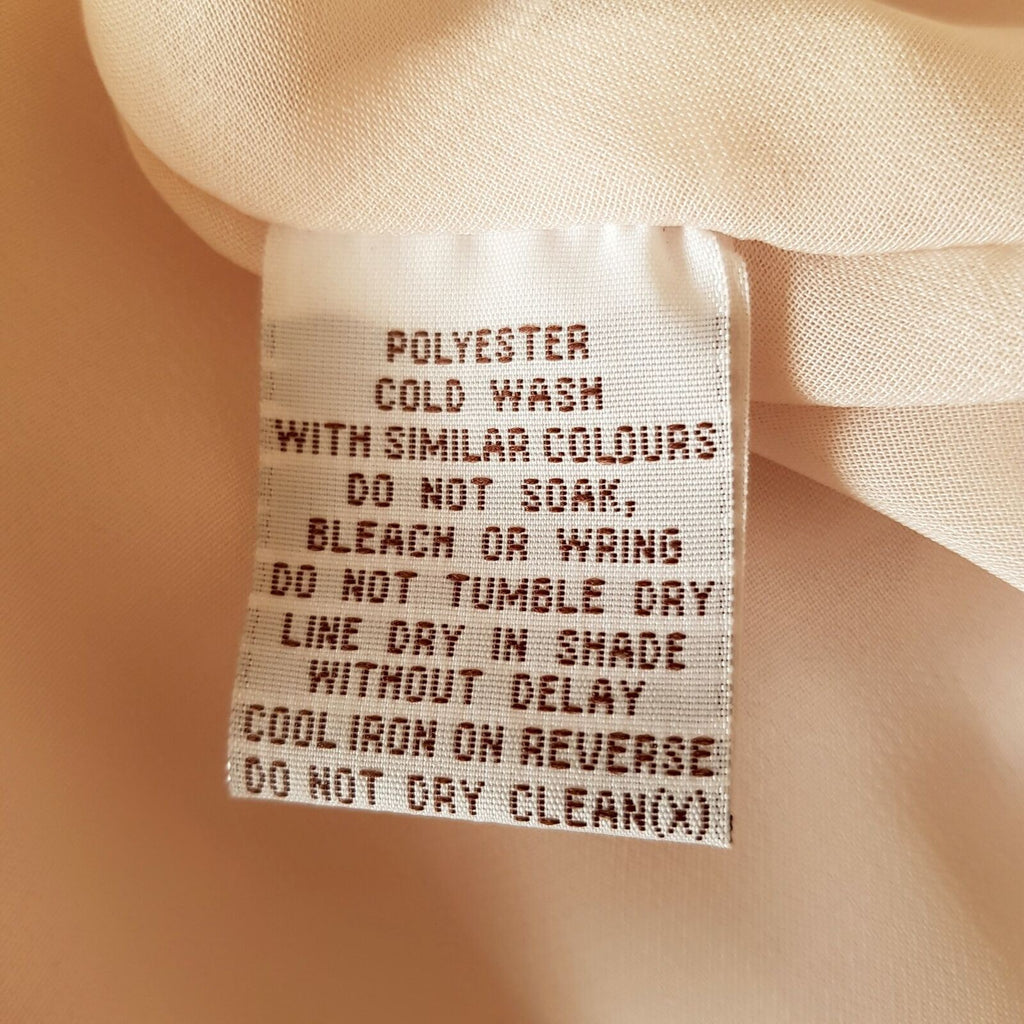 POLYESTER
COLD WASH
WITH SIMILAR COLOURS
DO NOT SOAK,
BLEACH OR WRING
DO NOT TUMBLE DRY
LINE DRY IN SHADE
WITHOUT DELAY
COOL IRON ON REVERSE
DO NOT DRY CLEAN(X)